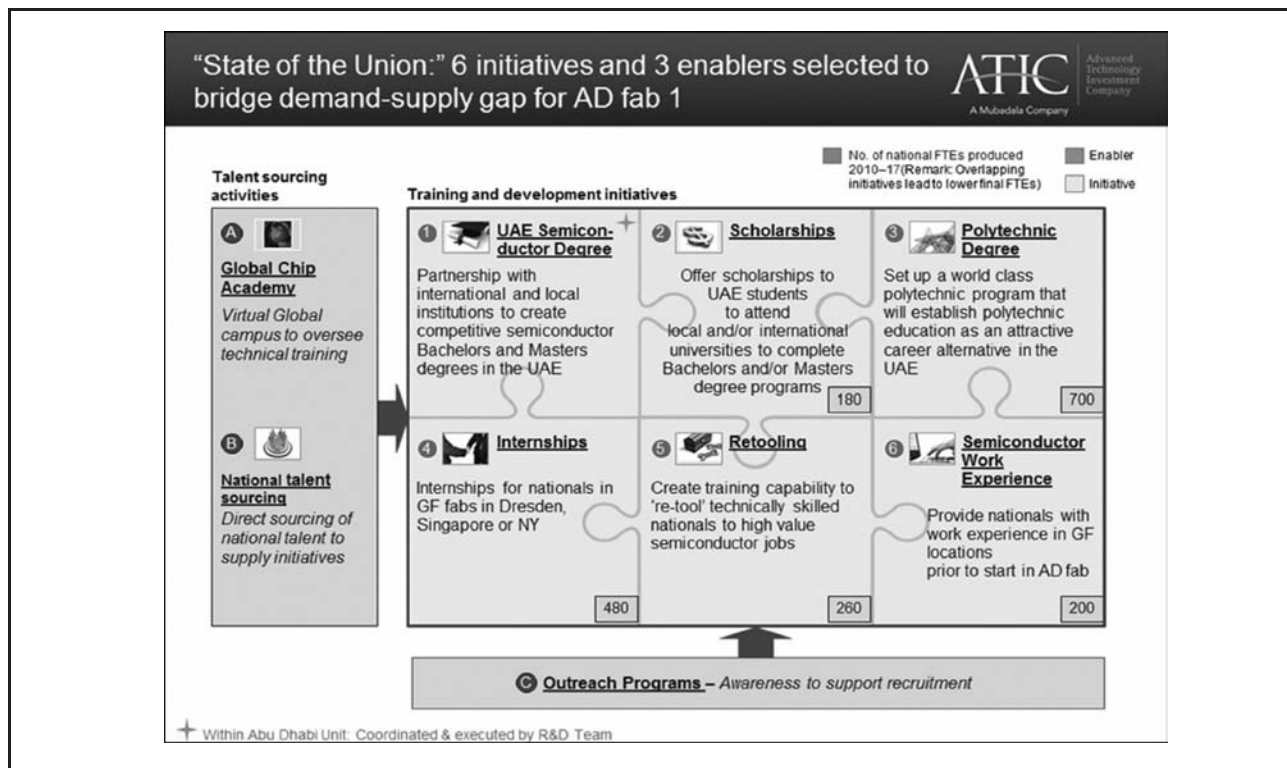 “State of the Union:” 6 initiatives and 3 enablers selected to
bridge demand-supply gap for AD fab 1
ATIC
Advanced
Technology
Investment
Company
A Mubadala Company
No. of national FTEs produced
2010–17(Remark: Overlapping
initiatives lead to lower final FTEs)
Enabler
Initiative
Talent sourcing
activities
A
Global Chip
Academy
Virtual Global
campus to oversee
technical training
B
National talent
sourcing
Direct sourcing of
national talent to
supply initiatives
Training and development initiatives
1 UAE Semicon-
ductor Degree
Partnership with
international and local
institutions to create
competitive semiconductor
Bachelors and Masters
degrees in the UAE
2 Scholarships
Offer scholarships to
UAE students
to attend
local and/or international
universities to complete
Bachelors and/or Masters
degree programs
180
3 Polytechnic
Degree
Set up a world class
polytechnic program that
will establish polytechnic
education as an attractive
career alternative in the
UAE
700
4 Internships
Internships for nationals in
GF fabs in Dresden,
Singapore or NY
480
5 Retooling
Create training capability to
‘re-tool’ technically skilled
nationals to high value
semiconductor jobs
260
6 Semiconductor
Work
Experience
Provide nationals with
work experience in GF
locations
prior to start in AD fab
200
C Outreach Programs – Awareness to support recruitment
Within Abu Dhabi Unit: Coordinated & executed by R&D Team